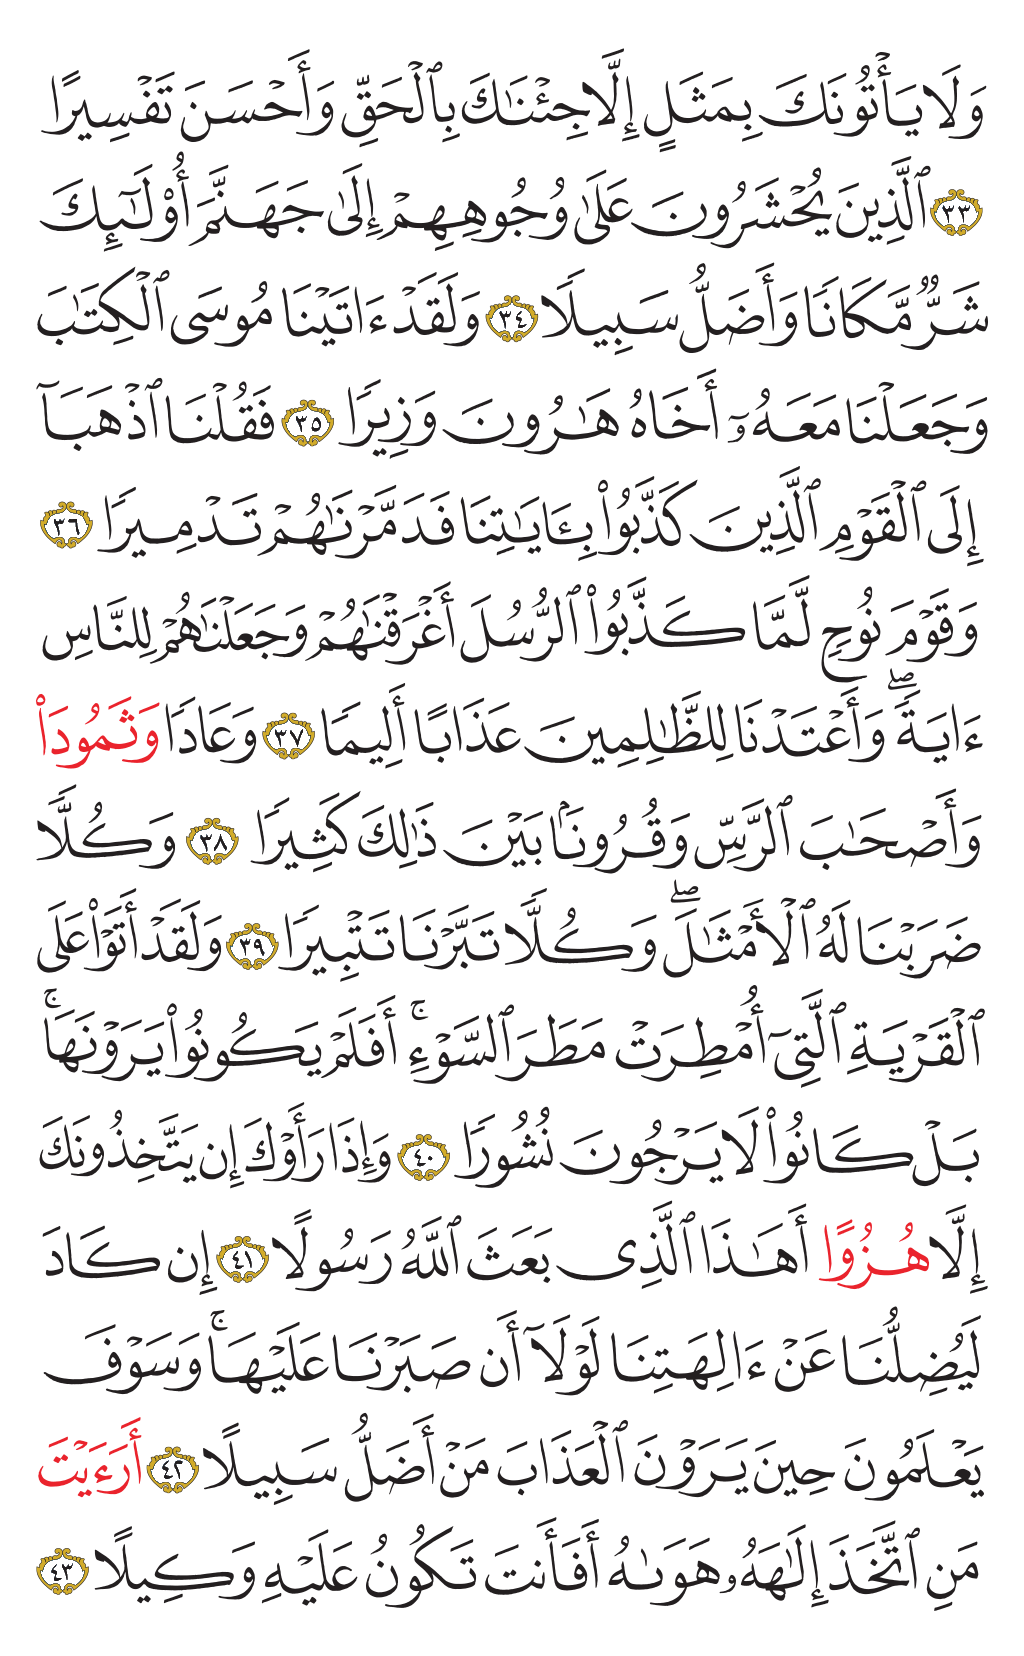 وَلَا يَأۡتُونَكَ بِمَثَلٍ إِلَّا جِئۡنَٰكَ بِٱلۡحَقِّ وَأَحۡسَنَ تَفۡسِيرًا
٣٣ ٱلَّذِينَ يُحۡشَرُونَ عَلَىٰ وُجُوهِهِمۡ إِلَىٰ جَهَنَّمَ أُوْلَٰٓئِكَ
شَرّٞ مَّكَانٗا وَأَضَلُّ سَبِيلٗا ٣٤ وَلَقَدۡ ءَاتَيۡنَا مُوسَى ٱلۡكِتَٰبَ
وَجَعَلۡنَا مَعَهُۥٓ أَخَاهُ هَٰرُونَ وَزِيرٗا ٣٥ فَقُلۡنَا ٱذۡهَبَآ
إِلَى ٱلۡقَوۡمِ ٱلَّذِينَ كَذَّبُواْ بِـَٔايَٰتِنَا فَدَمَّرۡنَٰهُمۡ تَدۡمِيرٗا ٣٦
وَقَوۡمَ نُوحٖ لَّمَّا كَذَّبُواْ ٱلرُّسُلَ أَغۡرَقۡنَٰهُمۡ وَجَعَلۡنَٰهُمۡ لِلنَّاسِ
ءَايَةٗۖ وَأَعۡتَدۡنَا لِلظَّٰلِمِينَ عَذَابًا أَلِيمٗا ٣٧ وَعَادٗا وَثَمُودَاْ
وَأَصۡحَٰبَ ٱلرَّسِّ وَقُرُونَۢا بَيۡنَ ذَٰلِكَ كَثِيرٗا ٣٨ وَكُلّٗا
ضَرَبۡنَا لَهُ ٱلۡأَمۡثَٰلَۖ وَكُلّٗا تَبَّرۡنَا تَتۡبِيرٗا ٣٩ وَلَقَدۡ أَتَوۡاْ عَلَى
ٱلۡقَرۡيَةِ ٱلَّتِيٓ أُمۡطِرَتۡ مَطَرَ ٱلسَّوۡءِۚ أَفَلَمۡ يَكُونُواْ يَرَوۡنَهَاۚ
بَلۡ كَانُواْ لَا يَرۡجُونَ نُشُورٗا ٤٠ وَإِذَا رَأَوۡكَ إِن يَتَّخِذُونَكَ
إِلَّا هُزُوًا أَهَٰذَا ٱلَّذِي بَعَثَ ٱللَّهُ رَسُولًا ٤١ إِن كَادَ
لَيُضِلُّنَا عَنۡ ءَالِهَتِنَا لَوۡلَآ أَن صَبَرۡنَا عَلَيۡهَاۚ وَسَوۡفَ
يَعۡلَمُونَ حِينَ يَرَوۡنَ ٱلۡعَذَابَ مَنۡ أَضَلُّ سَبِيلًا ٤٢ أَرَءَيۡتَ
مَنِ ٱتَّخَذَ إِلَٰهَهُۥ هَوَىٰهُ أَفَأَنتَ تَكُونُ عَلَيۡهِ وَكِيلًا ٤٣